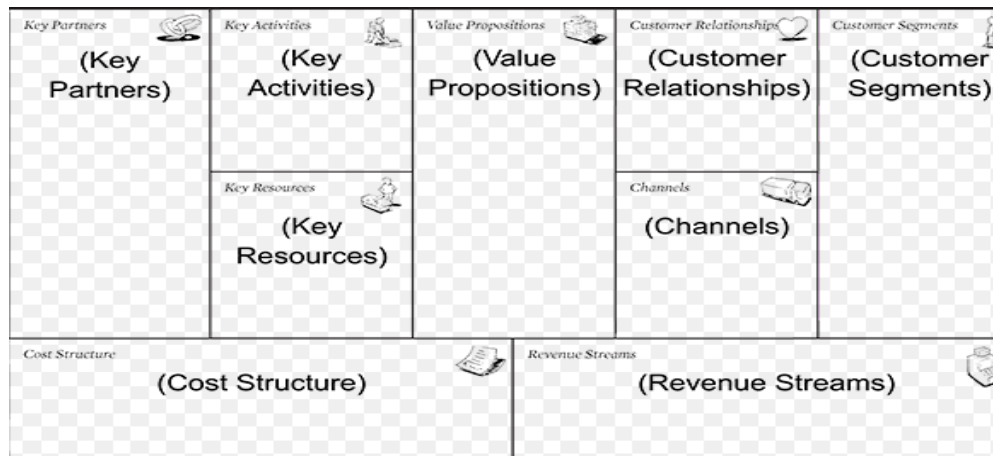 Key Partners
(Key
Partners)
Key Activities
(Key
Activities)
Key Resources
(Key
Resources)
Value Propositions
(Value
Propositions)
Customer Relationships
(Customer
Relationships)
Channels
(Channels)
Customer Segments
(Customer
Segments)
Cost Structure
(Cost Structure)
Revenue Streams
(Revenue Streams)